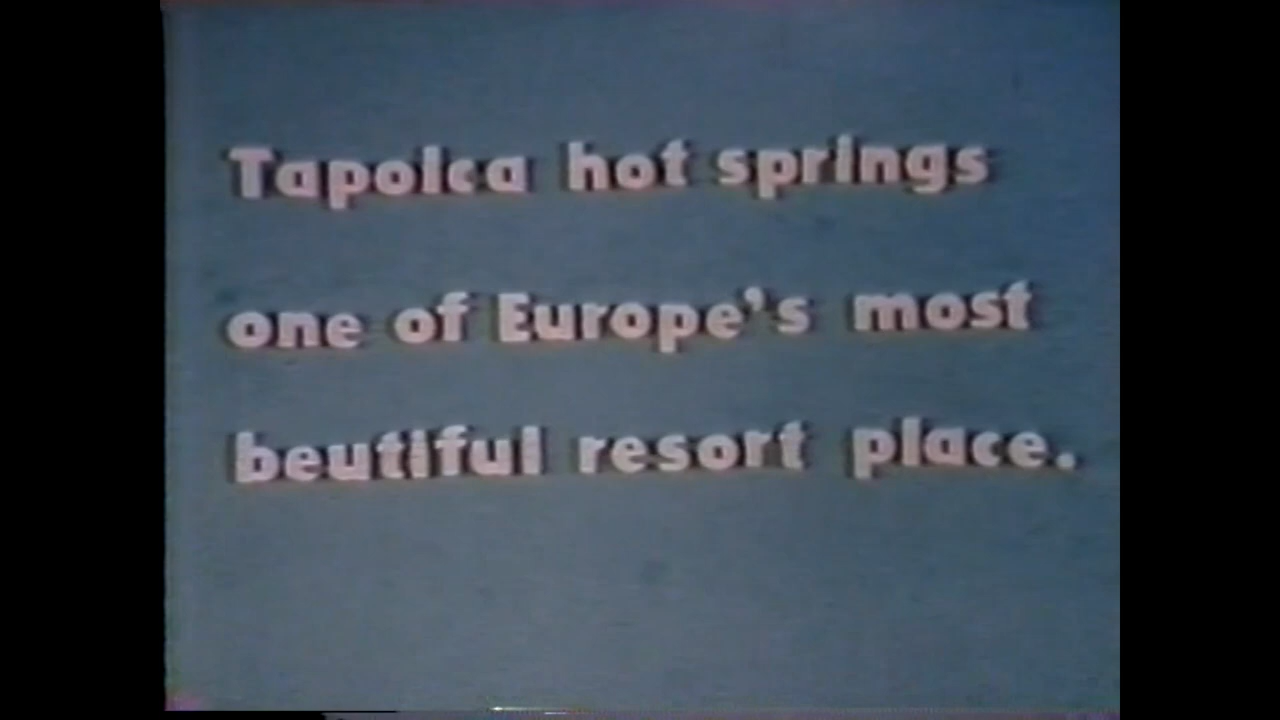 Tapolca hot springs
one of Europe's most
beutiful resort place.